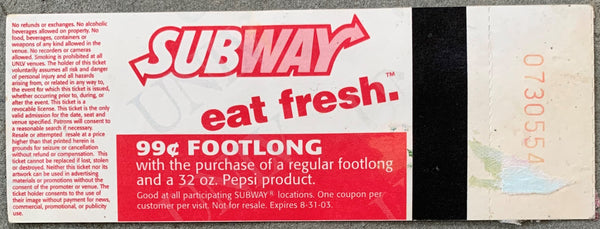 No refunds or exchanges. No alcoholic
beverages allowed on property. No
food, beverages, containers or
weapons of any kind allowed in the
venue. No recorders or cameras
allowed. Smoking is prohibited at all
UNLV venues. The holder of this ticket
voluntarily assumes all risk and danger
of personal injury and all hazards
arising from, or related in any way to,
the event for which this ticket is issued,
whether occurring prior to, during, or
after the event. This ticket is a
revocable license. This ticket is the only
valid admission for the date, seat and
venue specified. Patrons will consent to
a reasonable search if necessary.
Resale or attempted resale at a price
higher than that printed herein is
grounds for seizure or cancellation
without refund or compensation. This
ticket cannot be replaced if lost, stolen
or destroyed. Neither this ticket nor its
artwork can be used in advertising
materials or promotions without the
consent of the promoter or venue. The
ticket holder consents to the use of
their image without payment for news,
commercial, promotional, or publicity
use.
SUBWAY
eat fresh.™
99¢ FOOTLONG
with the purchase of a regular footlong
and a 32 oz. Pepsi product.
Good at all participating SUBWAY® locations. One coupon per
customer per visit. Not for resale. Expires 8-31-03.
0730554